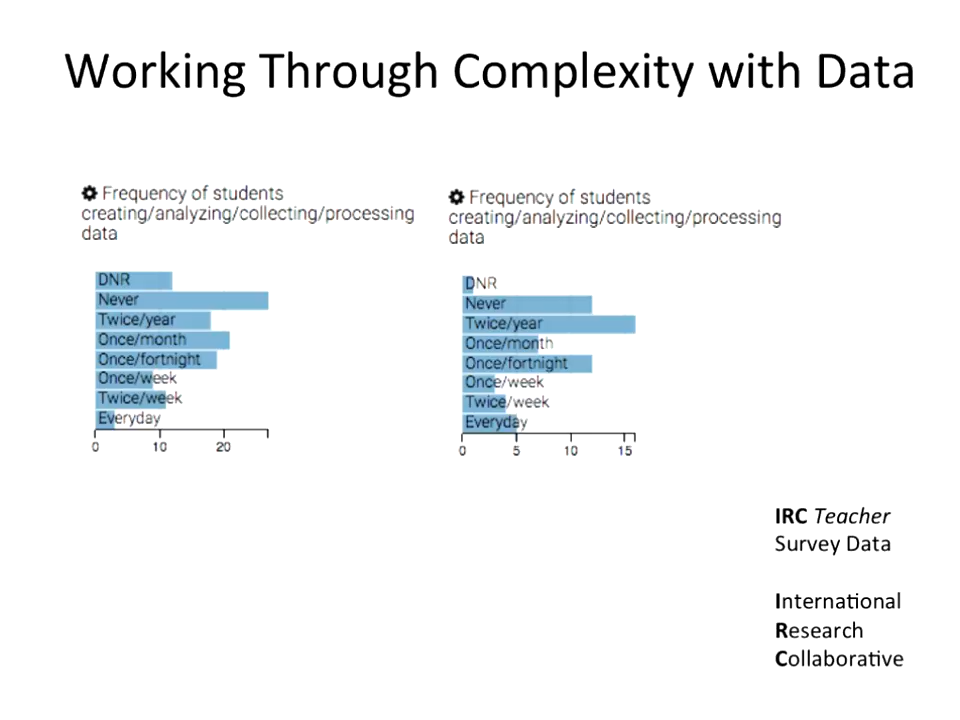 Working Through Complexity with Data
Frequency of students
creating/analyzing/collecting/processing
data
DNR
Never
Twice/year
Once/month
Once/fortnight
Once/week
Twice/week
Everyday
0 10 20
Frequency of students
creating/analyzing/collecting/processing
data
DNR
Never
Twice/year
Once/month
Once/fortnight
Once/week
Twice/week
Everyday
0 5 10 15
IRC Teacher
Survey Data
International
Research
Collaborative